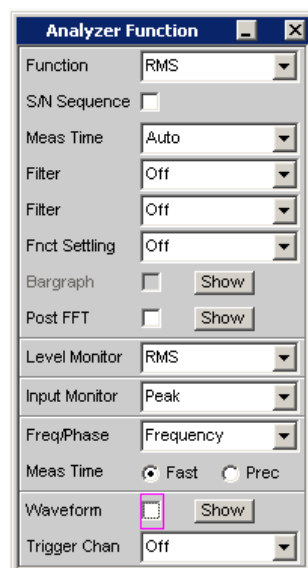 Analyzer Function
Function RMS
S/N Sequence
Meas Time Auto
Filter Off
Filter Off
Fnct Settling Off
Bargraph Show
Post FFT Show
Level Monitor RMS
Input Monitor Peak
Freq/Phase Frequency
Meas Time Fast Prec
Waveform Show
Trigger Chan Off